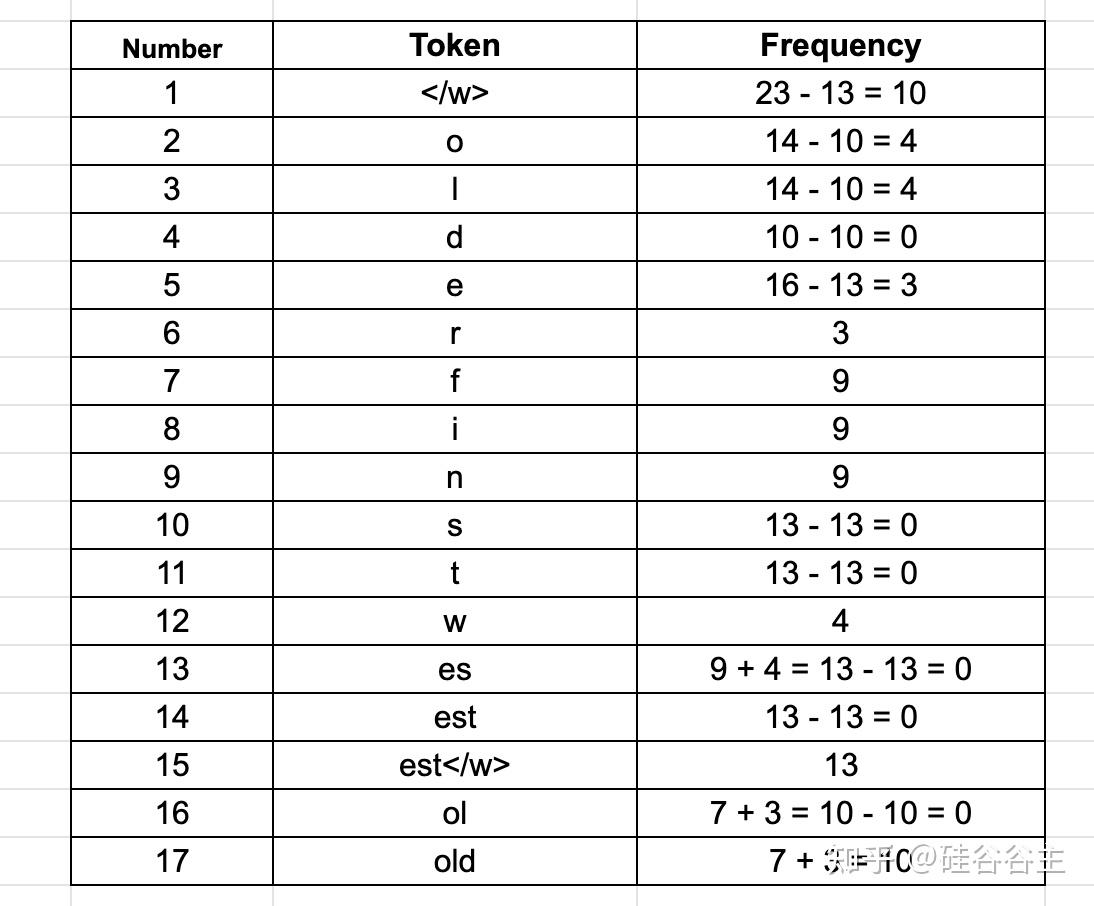 Number Token Frequency
1 </w> 23 - 13 = 10
2 o 14 - 10 = 4
3 l 14 - 10 = 4
4 d 10 - 10 = 0
5 e 16 - 13 = 3
6 r 3
7 f 9
8 i 9
9 n 9
10 s 13 - 13 = 0
11 t 13 - 13 = 0
12 w 4
13 es 9 + 4 = 13 - 13 = 0
14 est 13 - 13 = 0
15 est</w> 13
16 ol 7 + 3 = 10 - 10 = 0
17 old 7 + 3 = 10
知乎 @硅谷谷主